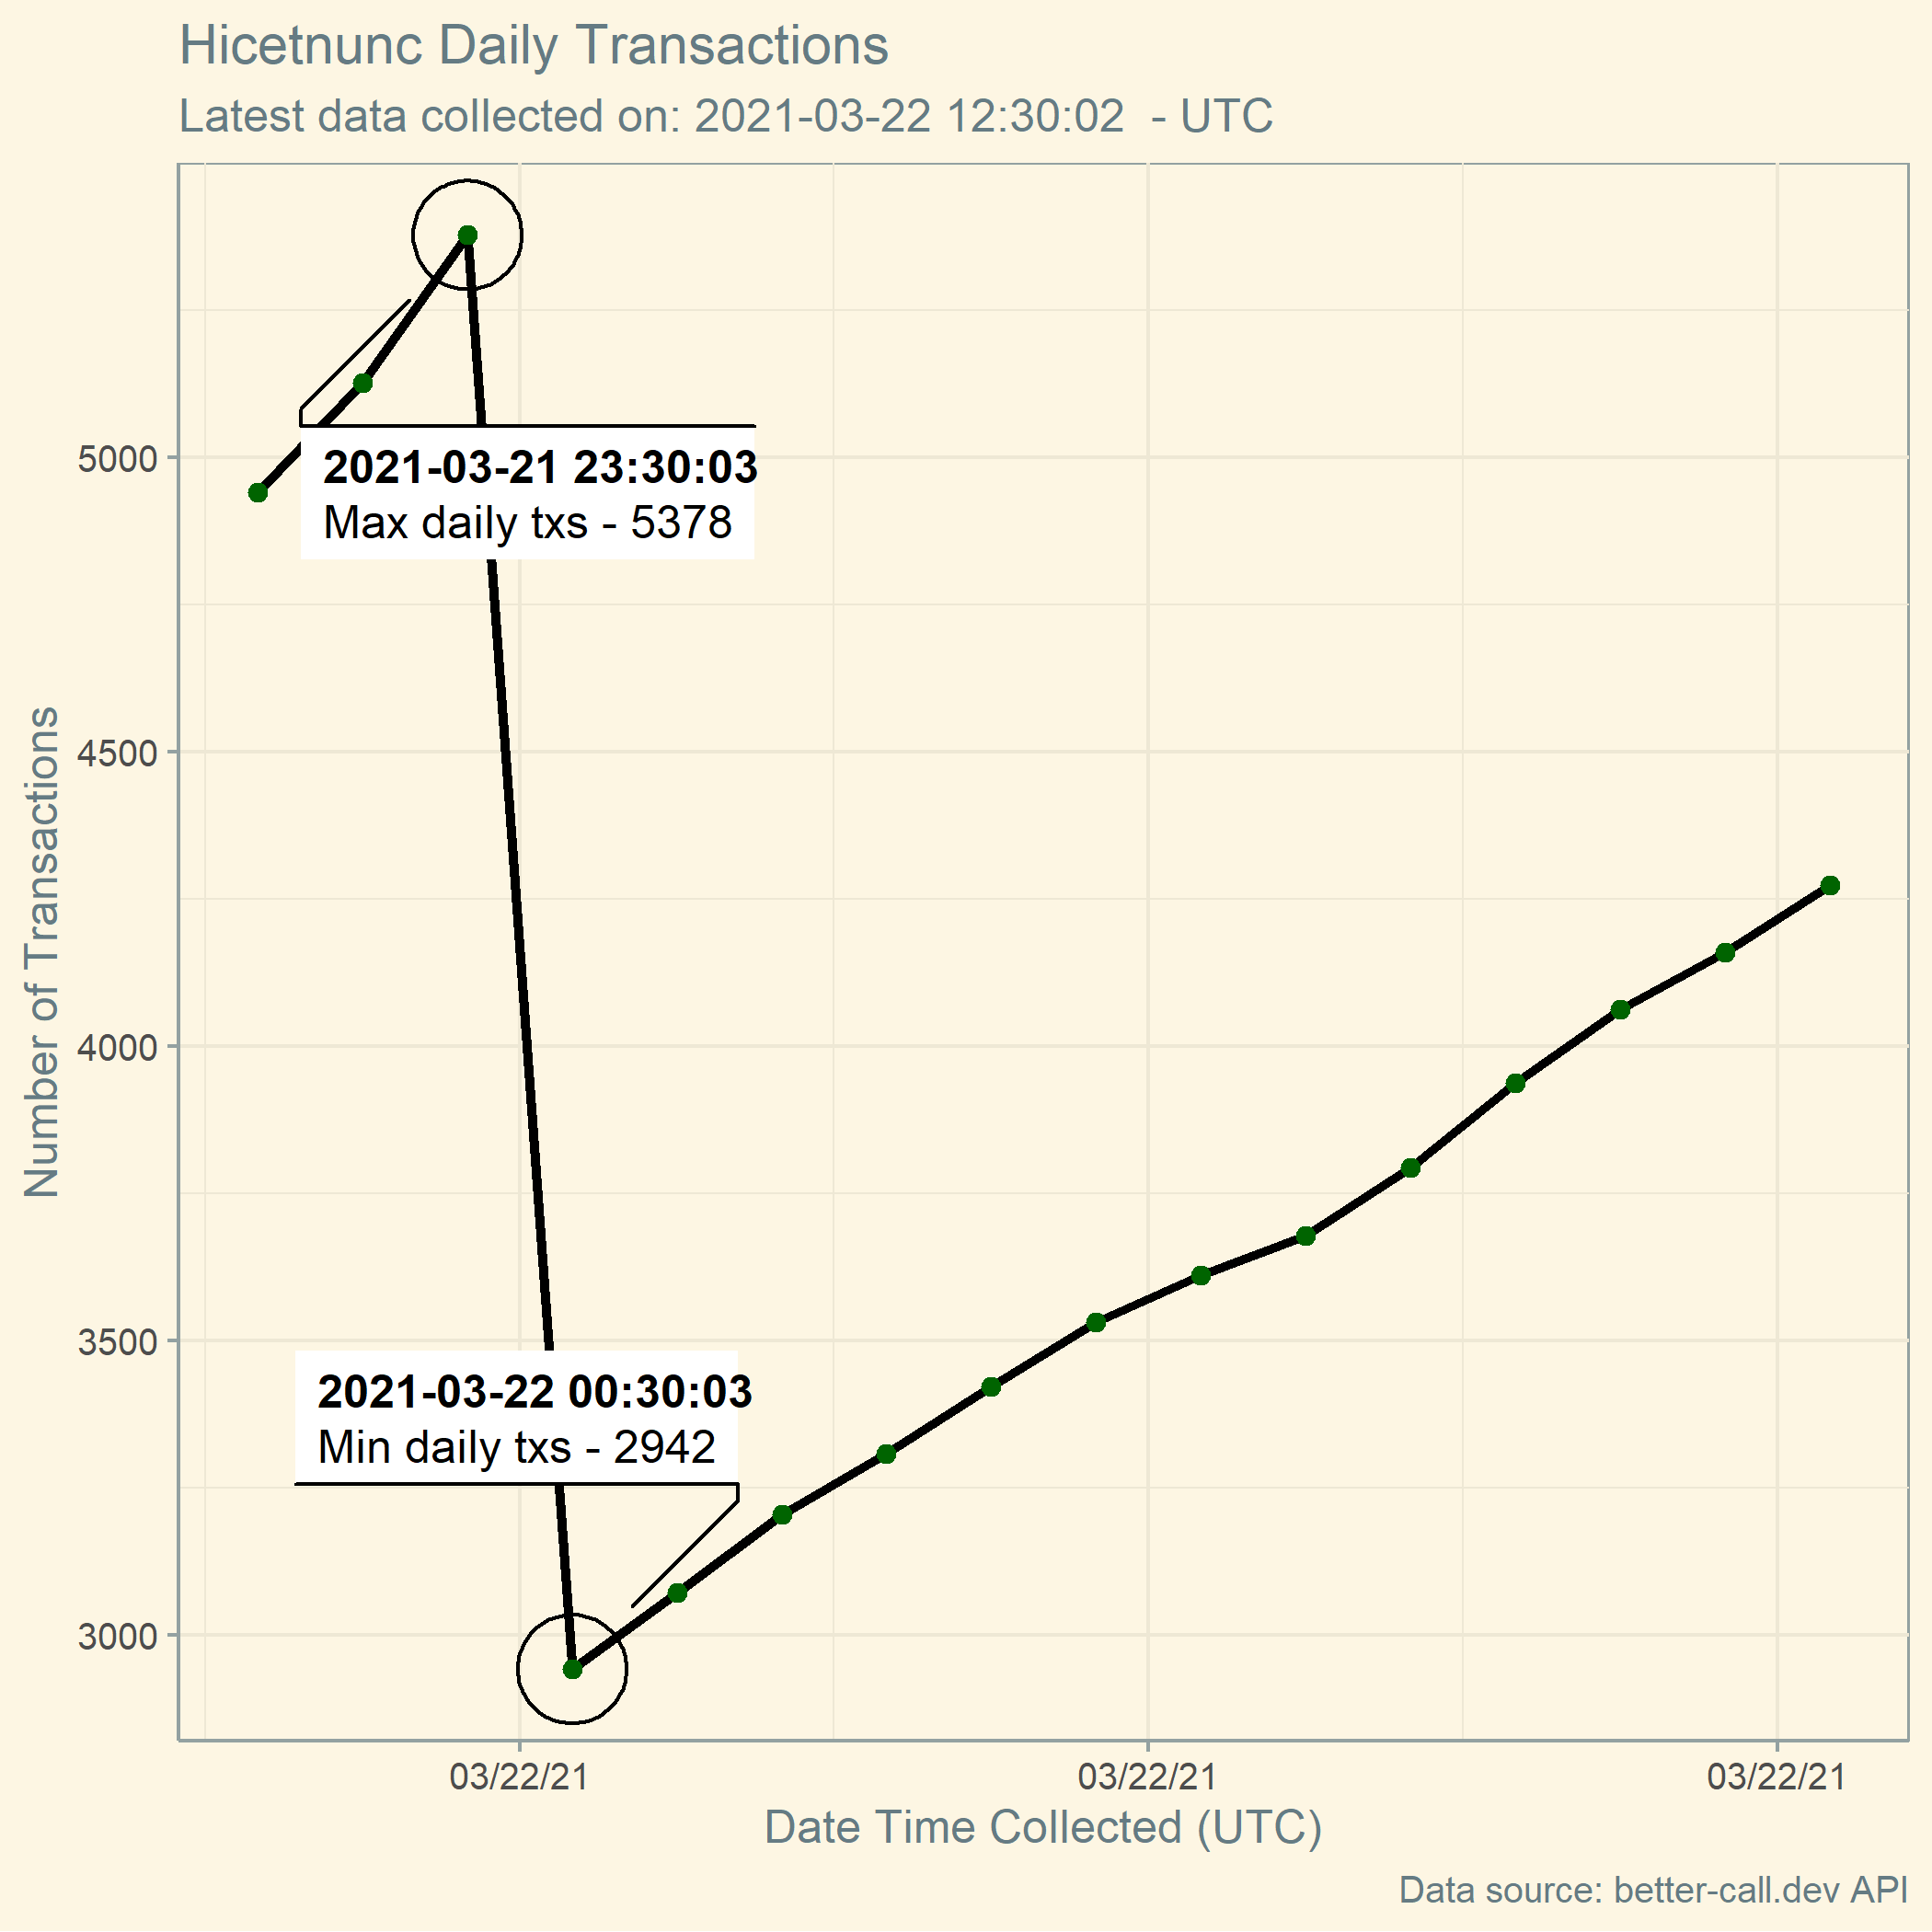 Hicetnunc Daily Transactions
Latest data collected on: 2021-03-22 12:30:02  - UTC
Number of Transactions
5000
4500
4000
3500
3000
2021-03-21 23:30:03
Max daily txs - 5378
2021-03-22 00:30:03
Min daily txs - 2942
03/22/21
03/22/21
03/22/21
Date Time Collected (UTC)
Data source: better-call.dev API